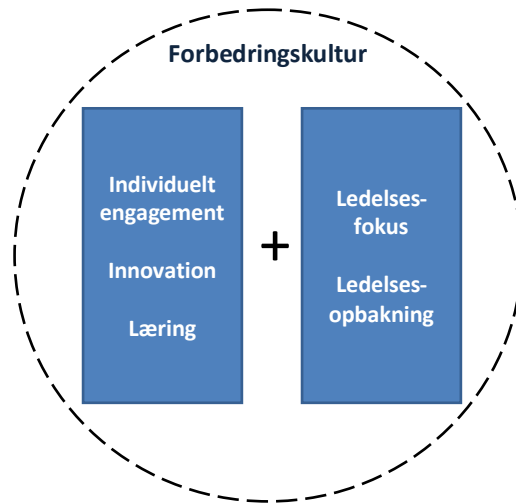 Forbedringskultur
Individuelt
engagement
Innovation
Læring
+
Ledelses-
fokus
Ledelses-
opbakning